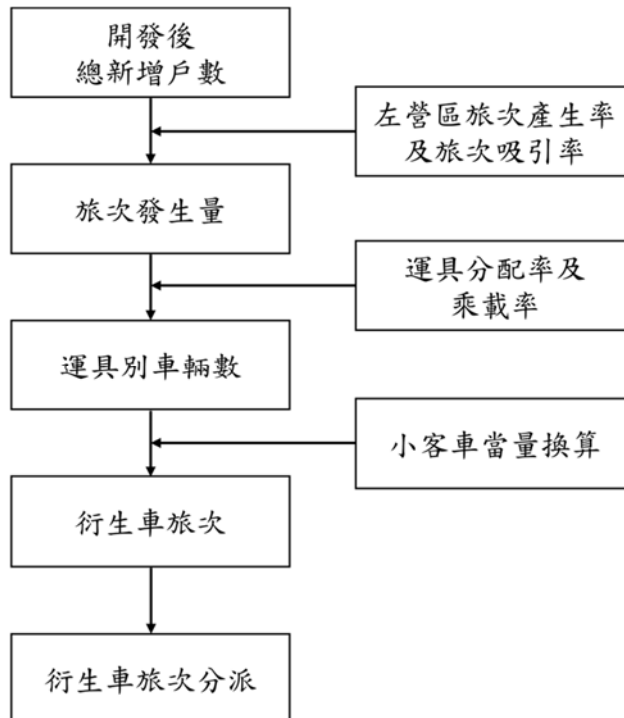 開發後
總新增戶數
左營區旅次產生率
及旅次吸引率
旅次發生量
運具分配率及
乘載率
運具別車輛數
小客車當量換算
衍生車旅次
衍生車旅次分派